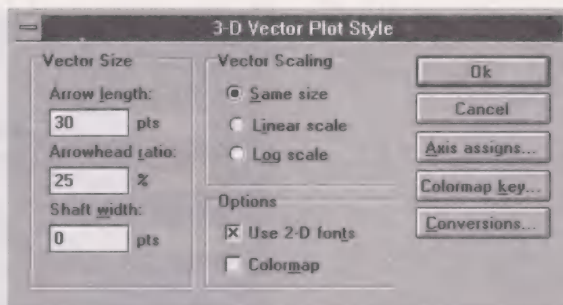 3-D Vector Plot Style
Vector Size
Arrow length:
30 pts
Arrowhead ratio:
25 %
Shaft width:
0 pts
Vector Scaling
Same size
Linear scale
Log scale
Options
Use 2-D fonts
Colormap
Ok
Cancel
Axis assigns...
Colormap key...
Conversions...